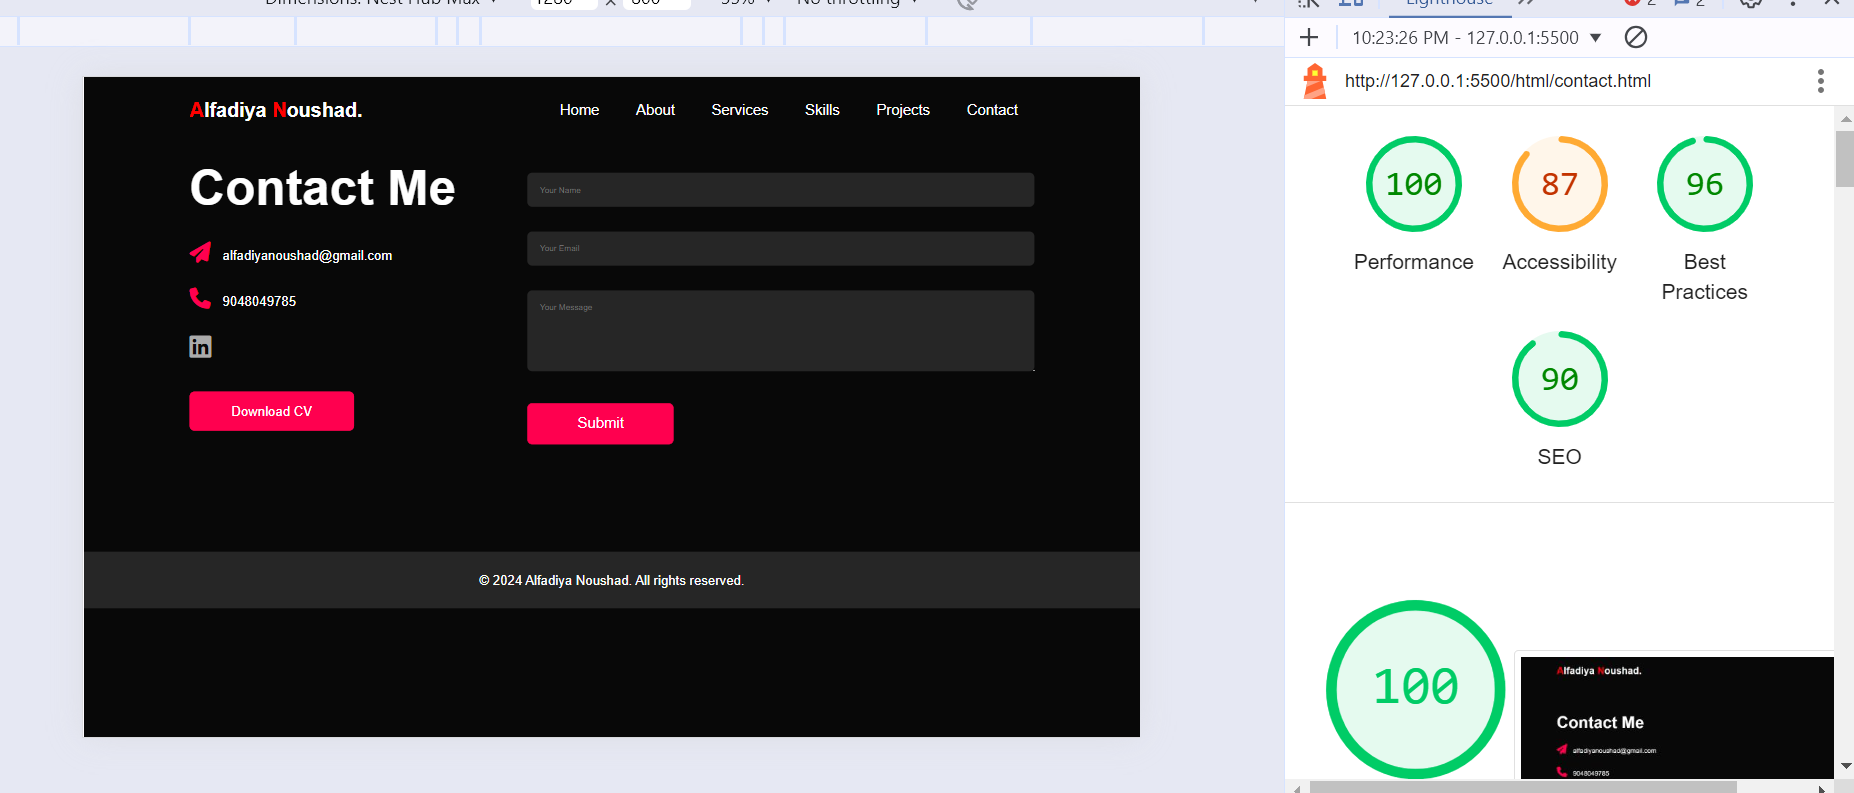 Dimensions: Nest Hub Max
1280 × 800
No throttling
Lighthouse
2
2
10:23:26 PM - 127.0.0.1:5500
http://127.0.0.1:5500/html/contact.html
Alfadiya Noushad.
Home About Services Skills Projects Contact
Contact Me
alfadiyanoushad@gmail.com
9048049785
in
Download CV
Your Name
Your Email
Your Message
Submit
© 2024 Alfadiya Noushad. All rights reserved.
100
Performance
87
Accessibility
96
Best
Practices
90
SEO
100
Alfadiya Noushad.
Contact Me
alfadiyanoushad@gmail.com
9048049785